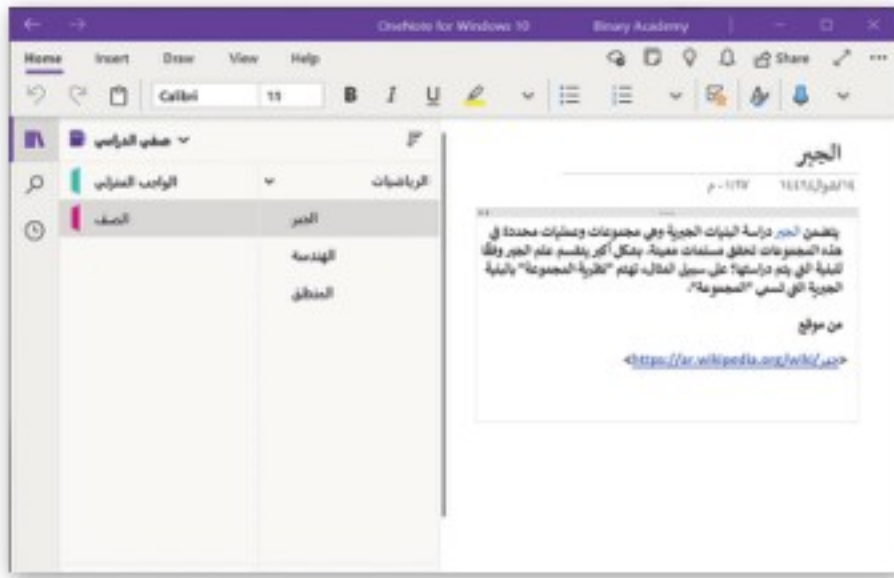 OneNote for Windows 10
Binary Academy
Home Insert Draw View Help
Share
Calibri 11 B I U
صفي الدراسي
الواجب المنزلي
الصف
الرياضيات
الجبر
الهندسة
المنطق
الجبر
يتضمن الجبر دراسة البنيات الجبرية وهي مجموعات وعمليات محددة في
هذه المجموعات تحقق مسلمات معينة. بشكل أكبر ينقسم علم الجبر وفقًا
للبنية التي يتم دراستها؟ على سبيل المثال، تهتم "نظرية المجموعة" بالبنية
الجبرية التي تسمى "المجموعة".
من موقع
<https://ar.wikipedia.org/wiki/جبر>